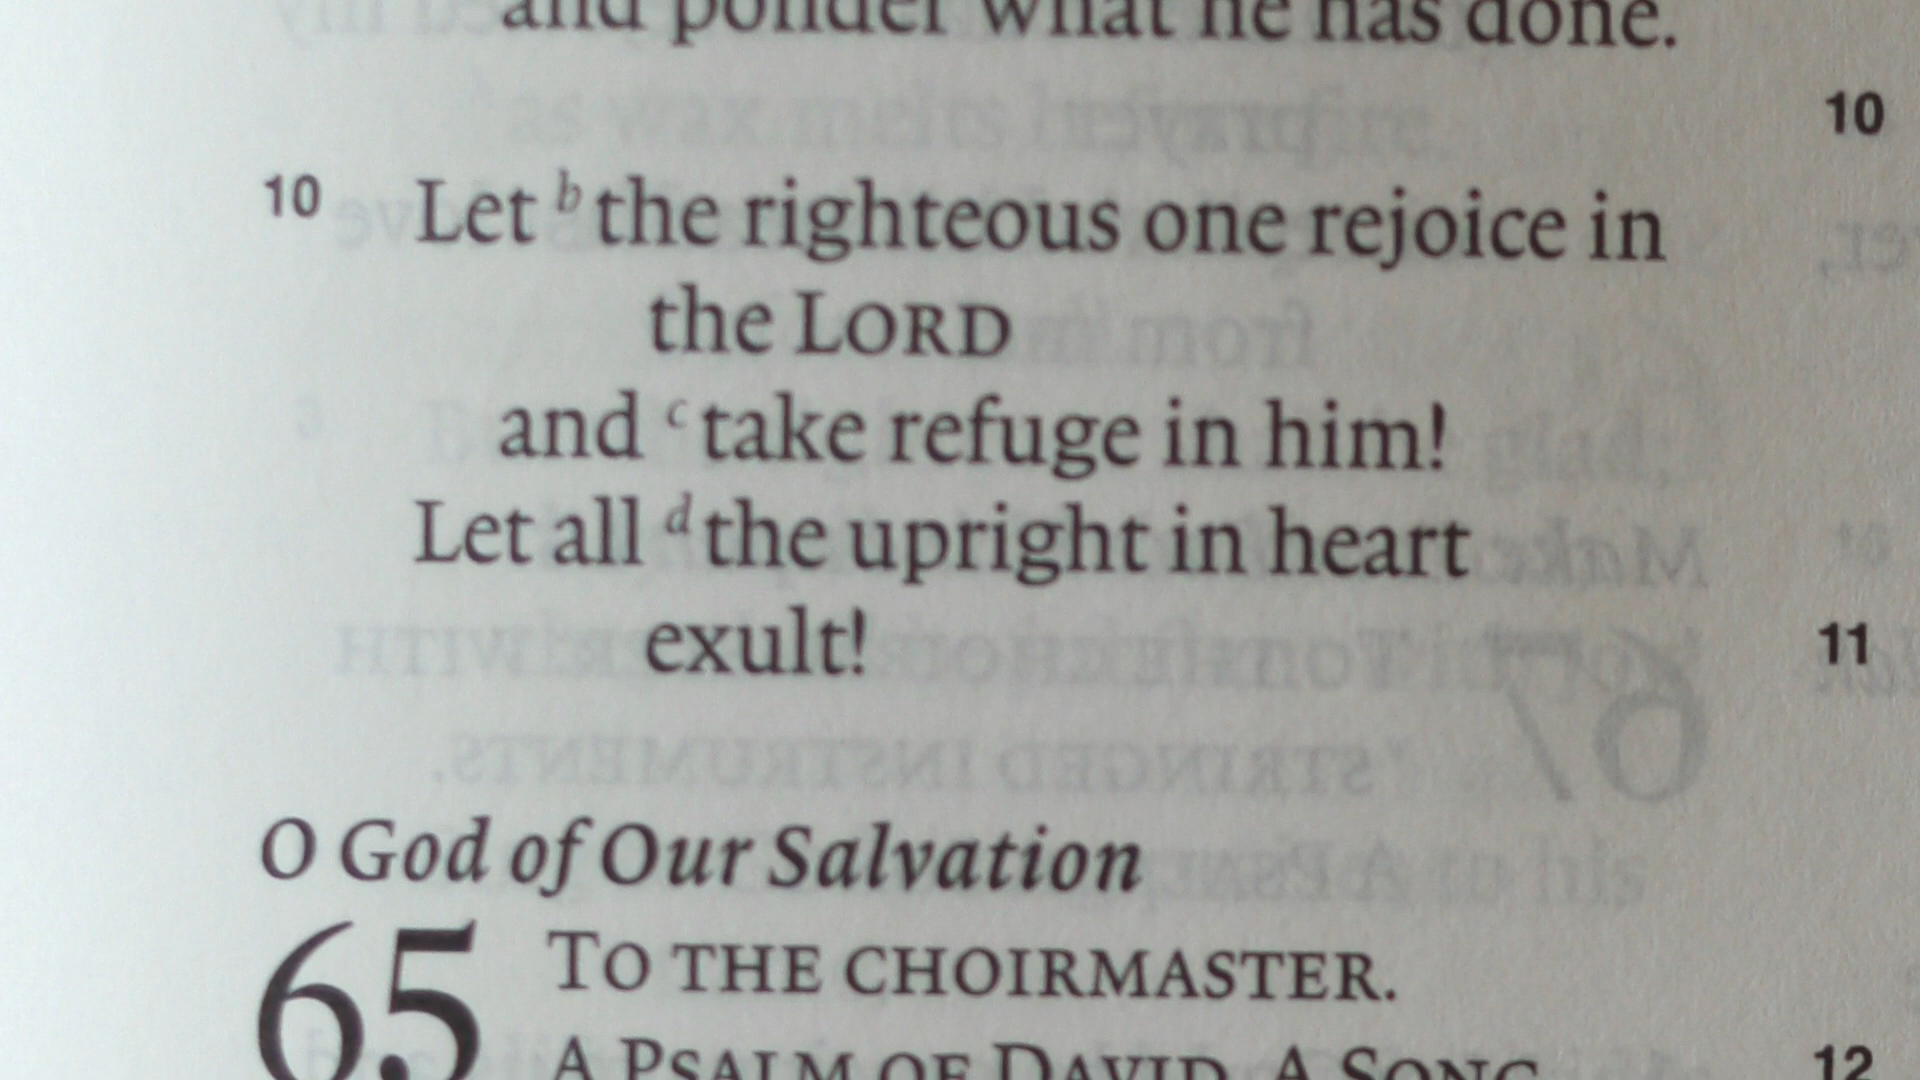 and ponder what he has done.
10
10 Let b the righteous one rejoice in
the LORD
and c take refuge in him!
Let all d the upright in heart
exult!
11
O God of Our Salvation
65 TO THE CHOIRMASTER.
A PSALM OF DAVID. A SONG.
12